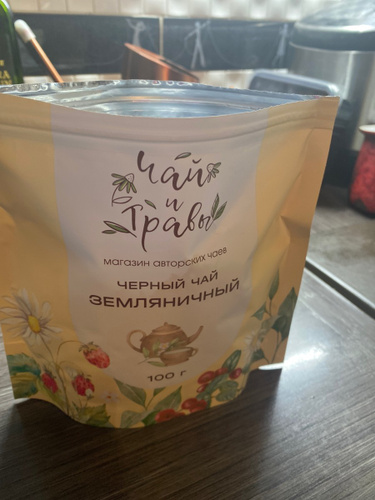 Чай
и
Травы
магазин авторских чаев
ЧЕРНЫЙ ЧАЙ
ЗЕМЛЯНИЧНЫЙ
100 г